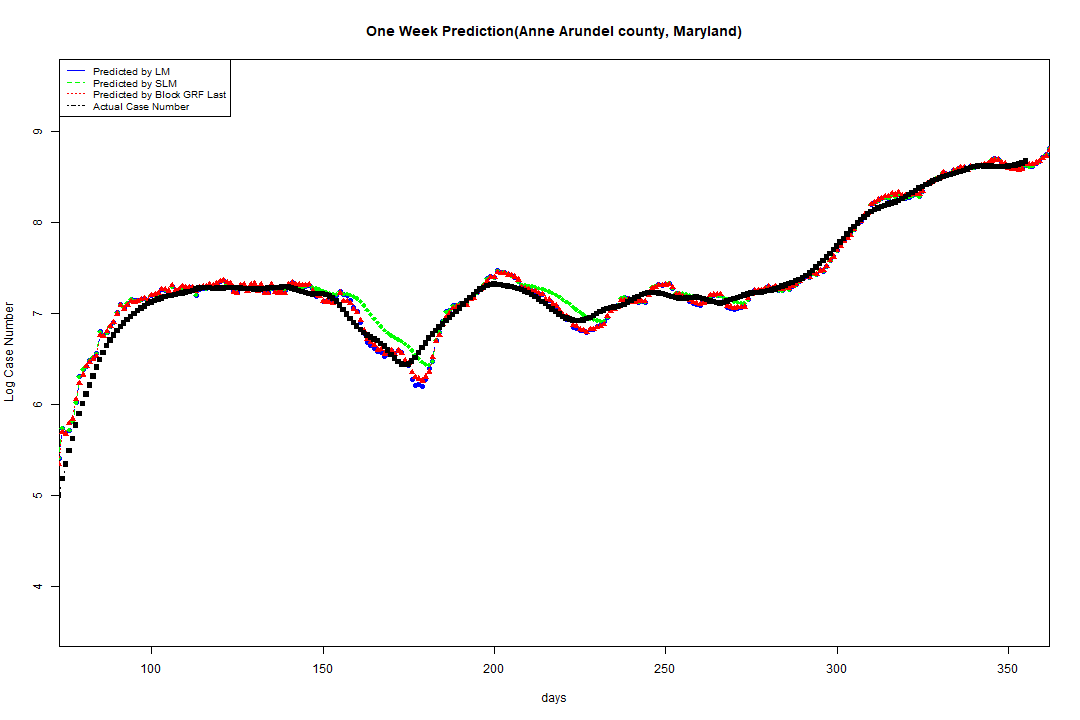 One Week Prediction(Anne Arundel county, Maryland)
Predicted by LM
Predicted by SLM
Predicted by Block GRF Last
Actual Case Number
9
8
7
6
5
4
Log Case Number
100 150 200 250 300 350
days